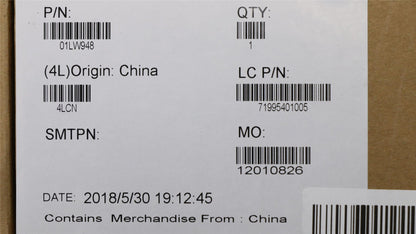 P/N: QTY:
01LW948 1
(4L)Origin: China LC P/N:
4LCN 71995401005
SMTPN: MO:
12010826
DATE: 2018/5/30 19:12:45
Contains Merchandise From : China